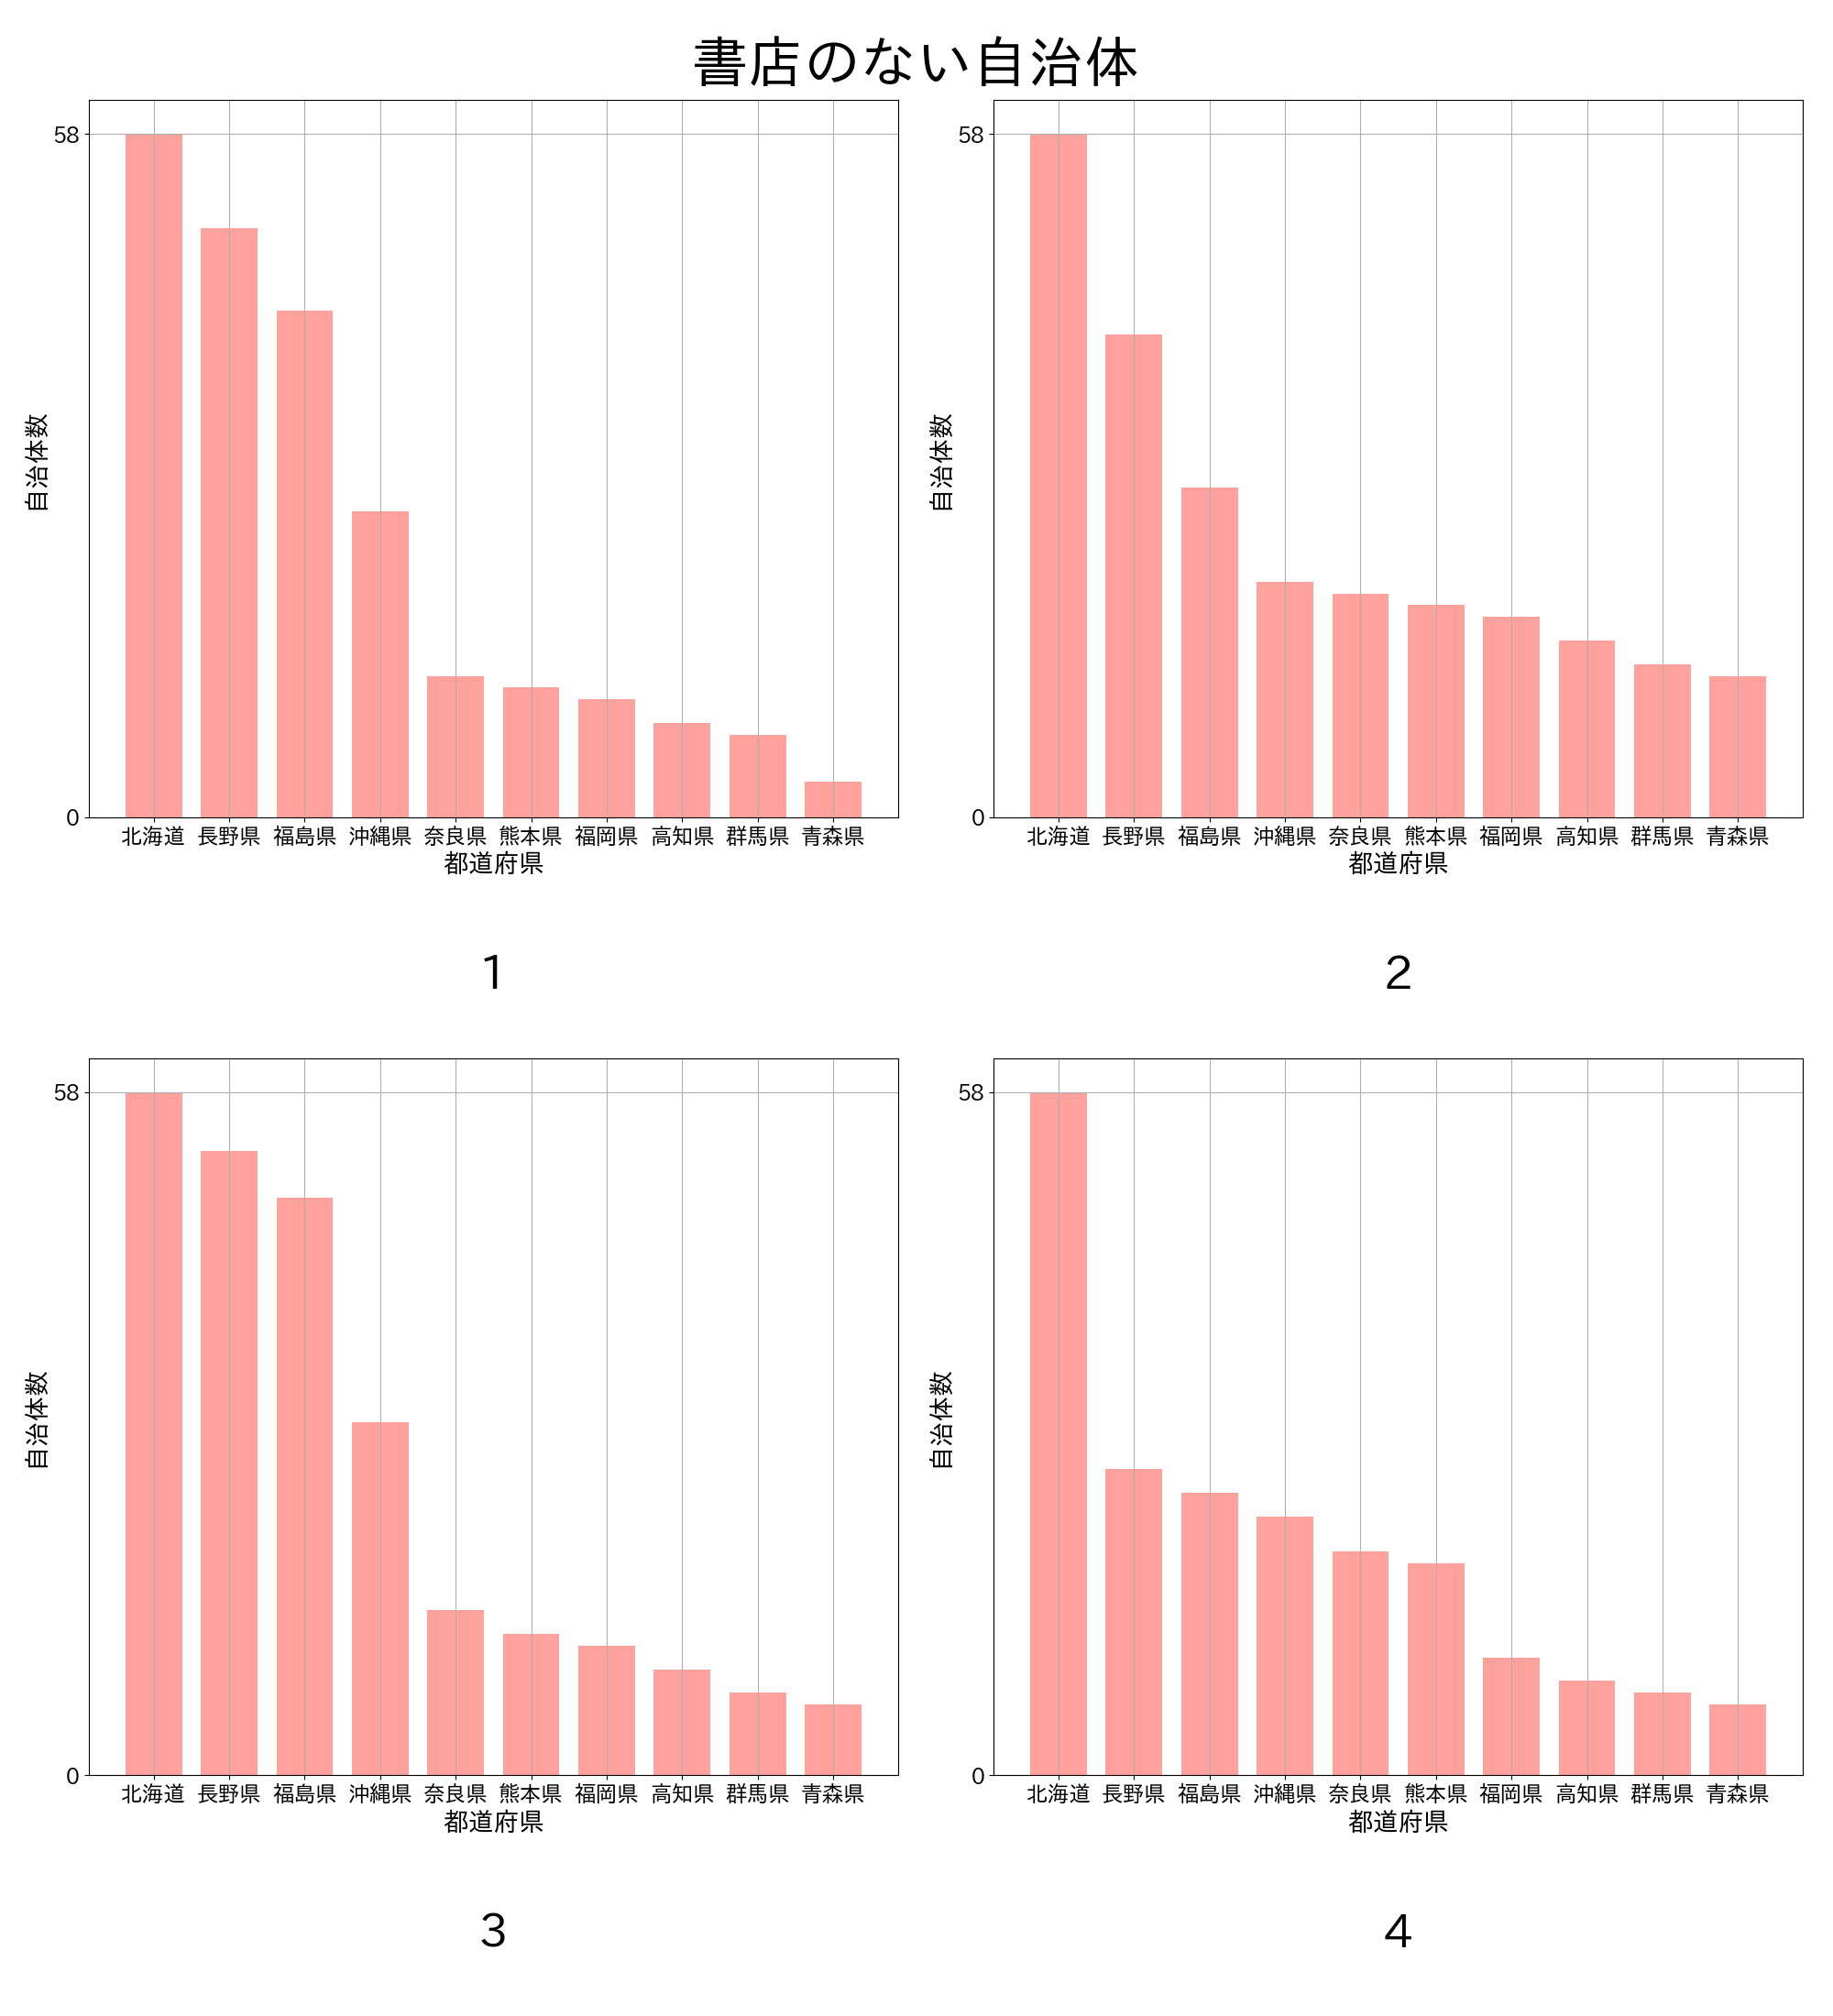 書店のない自治体
58
0
自治体数
北海道 長野県 福島県 沖縄県 奈良県 熊本県 福岡県 高知県 群馬県 青森県
都道府県
1
58
0
自治体数
北海道 長野県 福島県 沖縄県 奈良県 熊本県 福岡県 高知県 群馬県 青森県
都道府県
2
58
0
自治体数
北海道 長野県 福島県 沖縄県 奈良県 熊本県 福岡県 高知県 群馬県 青森県
都道府県
3
58
0
自治体数
北海道 長野県 福島県 沖縄県 奈良県 熊本県 福岡県 高知県 群馬県 青森県
都道府県
4